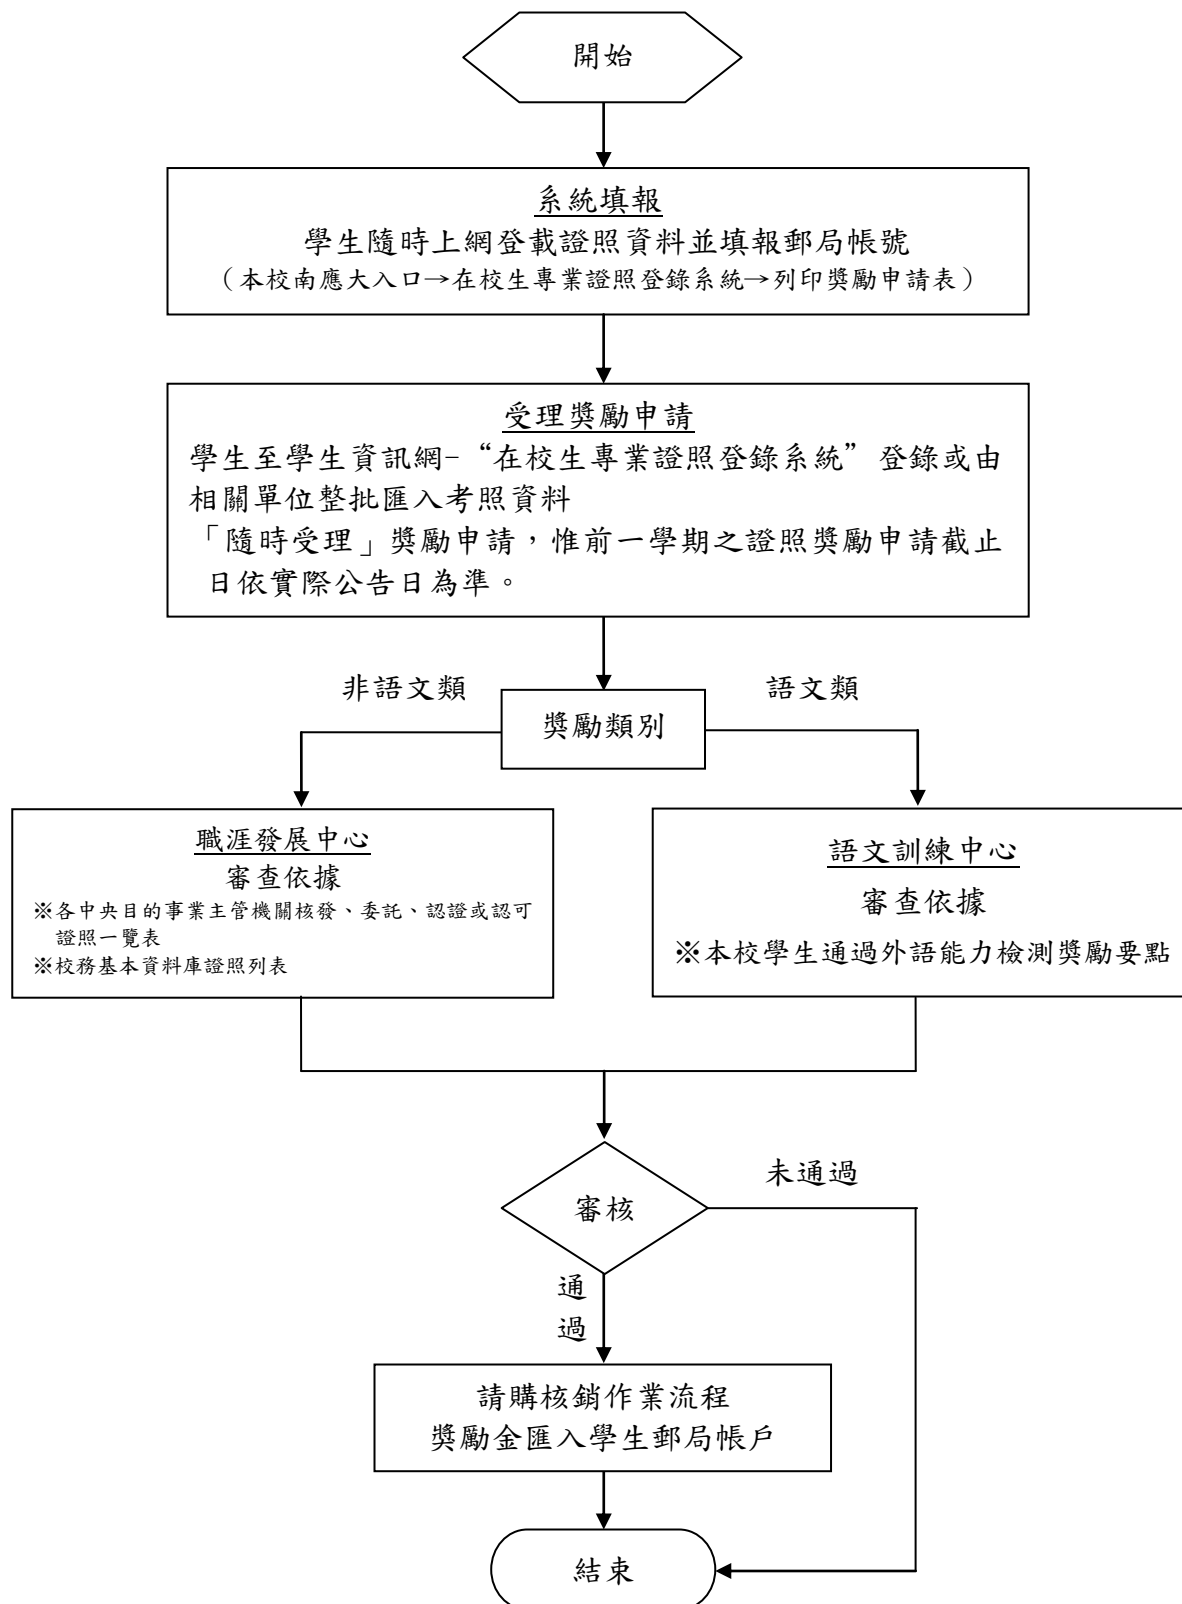 開始
系統填報
學生隨時上網登載證照資料並填報郵局帳號
（本校南應大入口→在校生專業證照登錄系統→列印獎勵申請表）
受理獎勵申請
學生至學生資訊網-“在校生專業證照登錄系統”登錄或由
相關單位整批匯入考照資料
「隨時受理」獎勵申請，惟前一學期之證照獎勵申請截止
日依實際公告日為準。
非語文類
語文類
獎勵類別
職涯發展中心
審查依據
※各中央目的事業主管機關核發、委託、認證或認可
證照一覽表
※校務基本資料庫證照列表
語文訓練中心
審查依據
※本校學生通過外語能力檢測獎勵要點
審核
未通過
通
過
請購核銷作業流程
獎勵金匯入學生郵局帳戶
結束